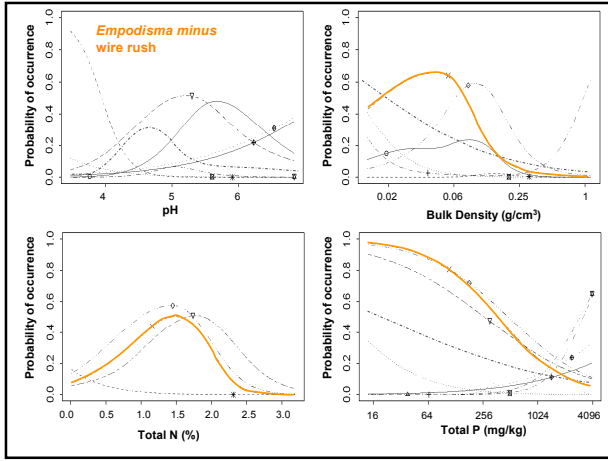 Empodisma minus
wire rush
Probability of occurrence
0.0 0.2 0.4 0.6 0.8 1.0
4 5 6
pH
Probability of occurrence
0.0 0.2 0.4 0.6 0.8 1.0
0.02 0.06 0.25 1
Bulk Density (g/cm³)
Probability of occurrence
0.0 0.2 0.4 0.6 0.8 1.0
0.0 0.5 1.0 1.5 2.0 2.5 3.0
Total N (%)
Probability of occurrence
0.0 0.2 0.4 0.6 0.8 1.0
16 64 256 1024 4096
Total P (mg/kg)